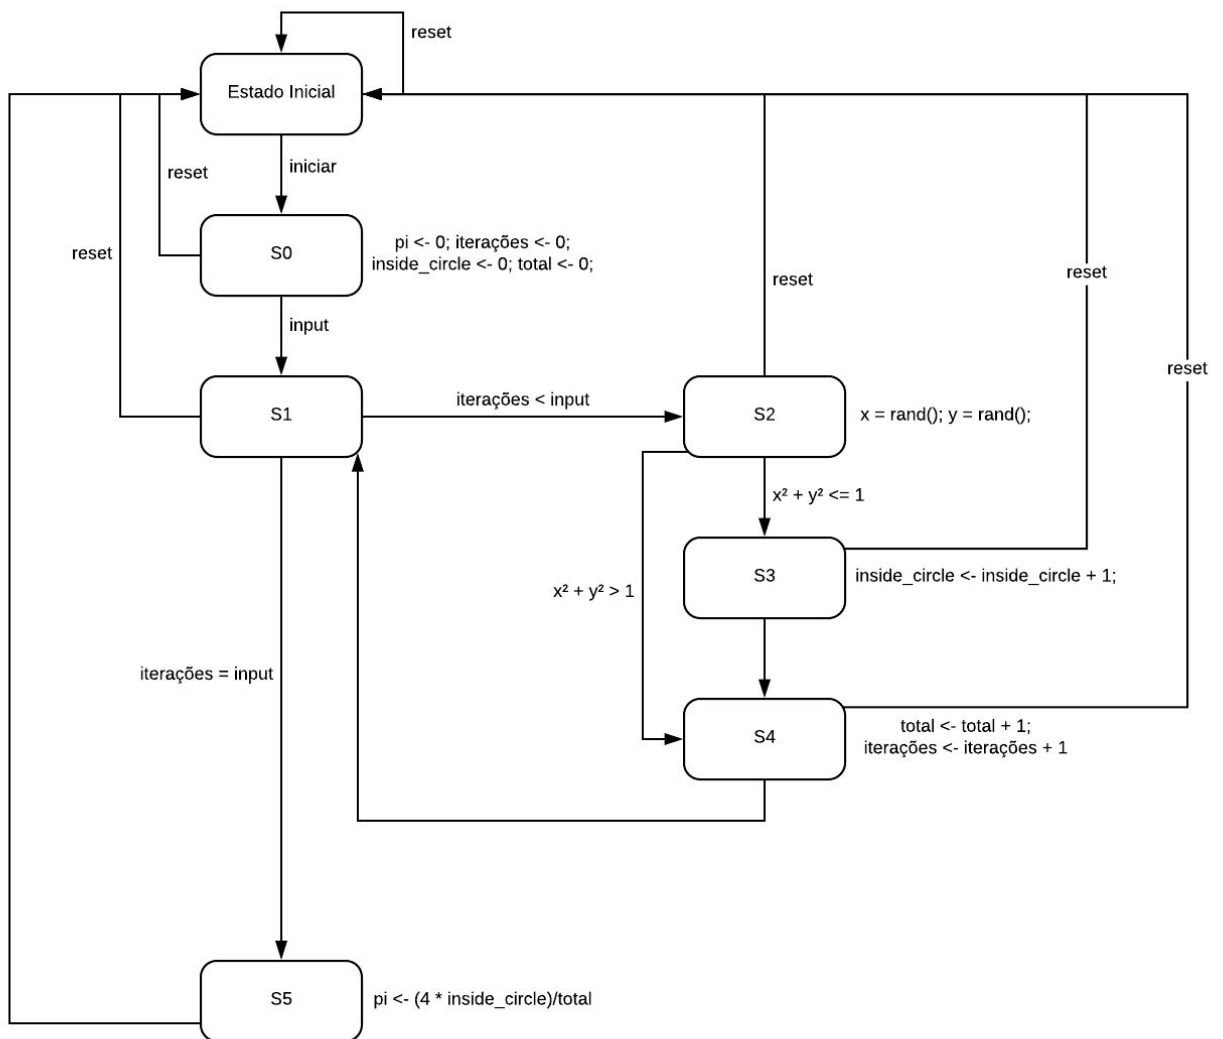 reset
Estado Inicial
iniciar
reset
reset
S0
pi <- 0; iterações <- 0;
inside_circle <- 0; total <- 0;
reset
reset
input
reset
S1
iterações < input
S2
x = rand(); y = rand();
x² + y² <= 1
S3
inside_circle <- inside_circle + 1;
x² + y² > 1
iterações = input
S4
total <- total + 1;
iterações <- iterações + 1
S5
pi <- (4 * inside_circle)/total